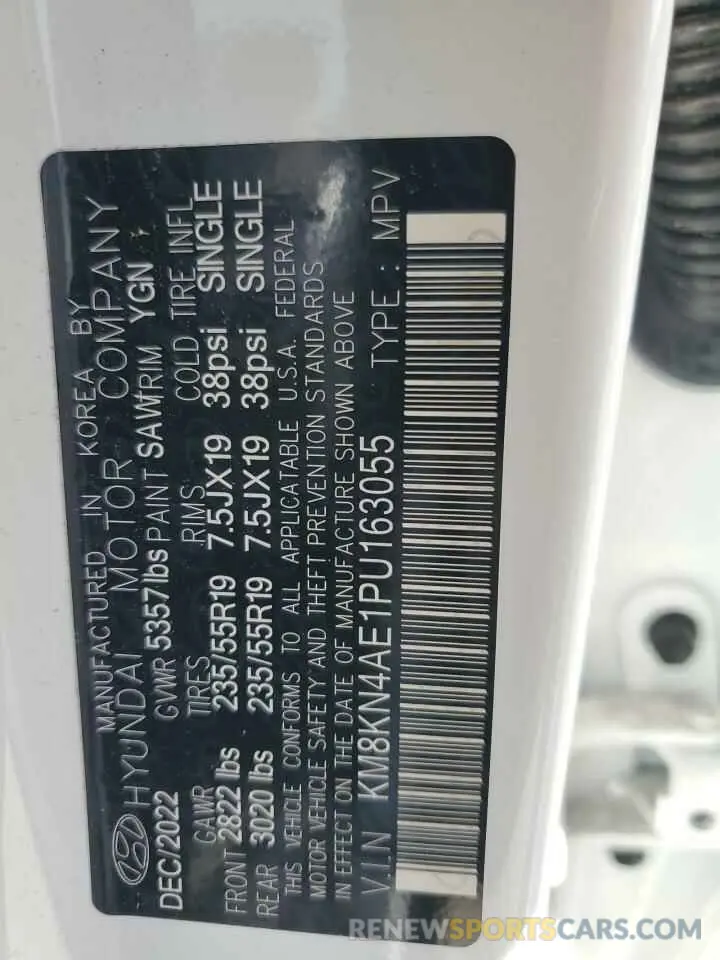 MANUFACTURED IN KOREA BY
HYUNDAI MOTOR COMPANY
DEC/2022 GVWR 5357lbs PAINT SAW TRIM YGN
GAWR TIRES RIMS COLD TIRE INFL
FRONT 2822 lbs 235/55R19 7.5JX19 38psi SINGLE
REAR 3020 lbs 235/55R19 7.5JX19 38psi SINGLE
THIS VEHICLE CONFORMS TO ALL APPLICATABLE U.S.A. FEDERAL
MOTOR VEHICLE SAFETY AND THEFT PREVENTION STANDARDS
IN EFFECT ON THE DATE OF MANUFACTURE SHOWN ABOVE
V.I.N KM8KN4AE1PU163055 TYPE : MPV
RENEWSPORTSCARS.COM